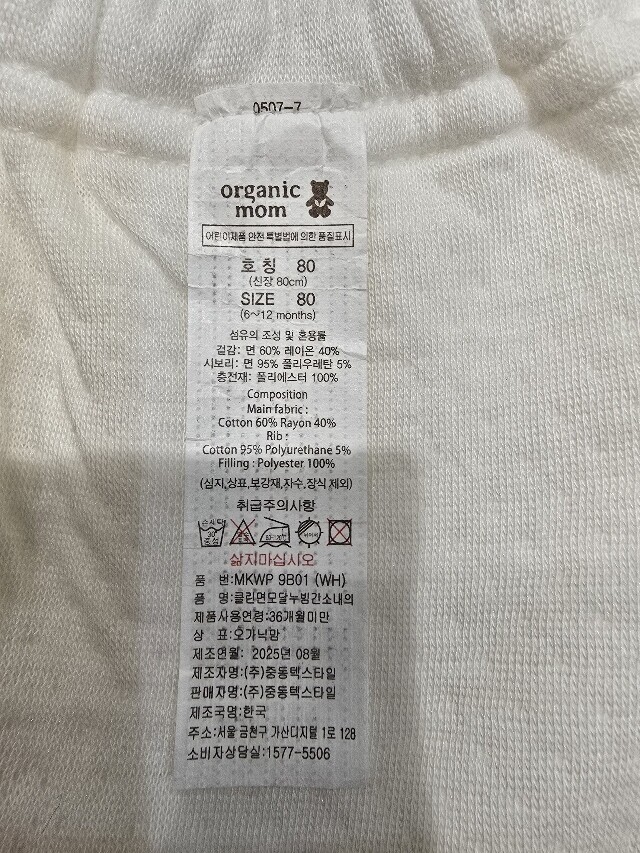 0507-7
organic
mom
어린이제품 안전 특별법에 의한 품질표시
호 칭 80
(신장 80cm)
SIZE 80
(6~12 months)
섬유의 조성 및 혼용률
겉감: 면 60% 레이온 40%
시보리: 면 95% 폴리우레탄 5%
충전재: 폴리에스터 100%
Composition
Main fabric :
Cotton 60% Rayon 40%
Rib :
Cotton 95% Polyurethane 5%
Filling : Polyester 100%
(심지,상표,보강재,자수,장식 제외)
취급주의사항
손세탁
30
중성
삶지마십시오
품 번:MKWP 9B01 (WH)
품 명:클린면모달누빔간소내의
제품사용연령:36개월미만
상 표:오가닉맘
제조연월: 2025년 08월
제조자명:(주)중동텍스타일
판매자명:(주)중동텍스타일
제조국명:한국
주소:서울 금천구 가산디지털 1로 128
소비자상담실:1577-5506